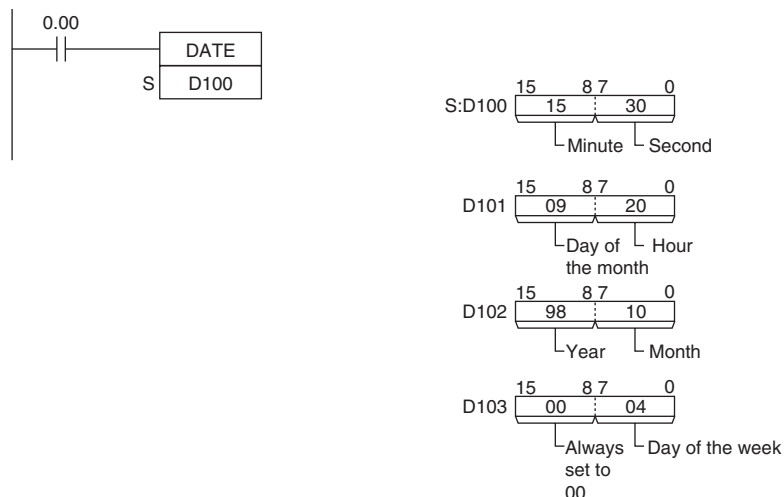 0.00
DATE
S D100
15 8 7 0
S:D100 15 30
Minute Second
15 8 7 0
D101 09 20
Day of the month Hour
15 8 7 0
D102 98 10
Year Month
15 8 7 0
D103 00 04
Always set to 00 Day of the week